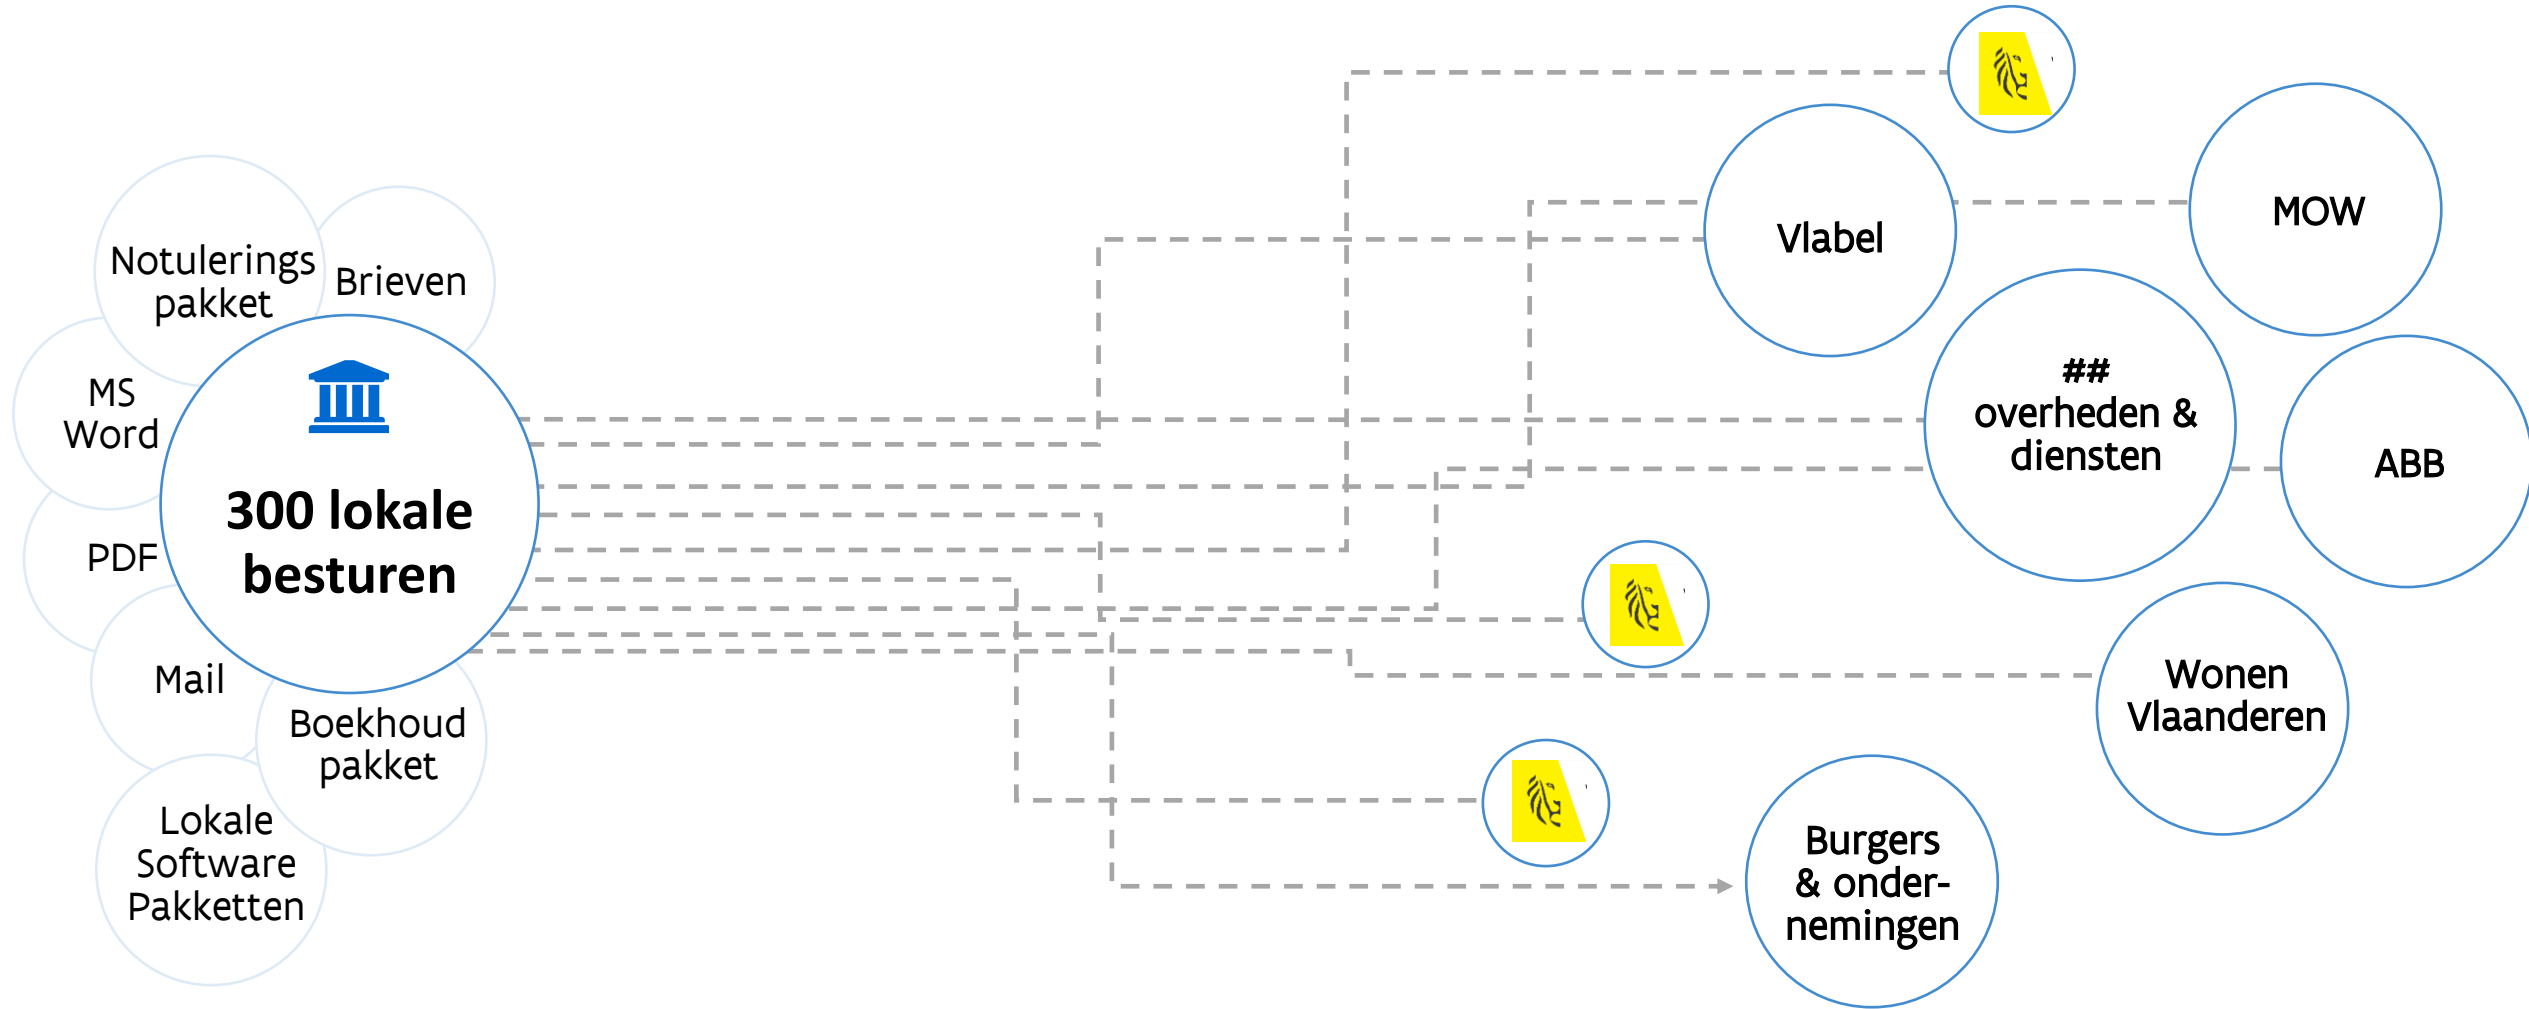 Notulerings
pakket
Brieven
MS
Word
PDF
Mail
Boekhoud
pakket
Lokale
Software
Pakketten
300 lokale
besturen
Vlabel
MOW
##
overheden &
diensten
ABB
Wonen
Vlaanderen
Burgers
& onder-
nemingen